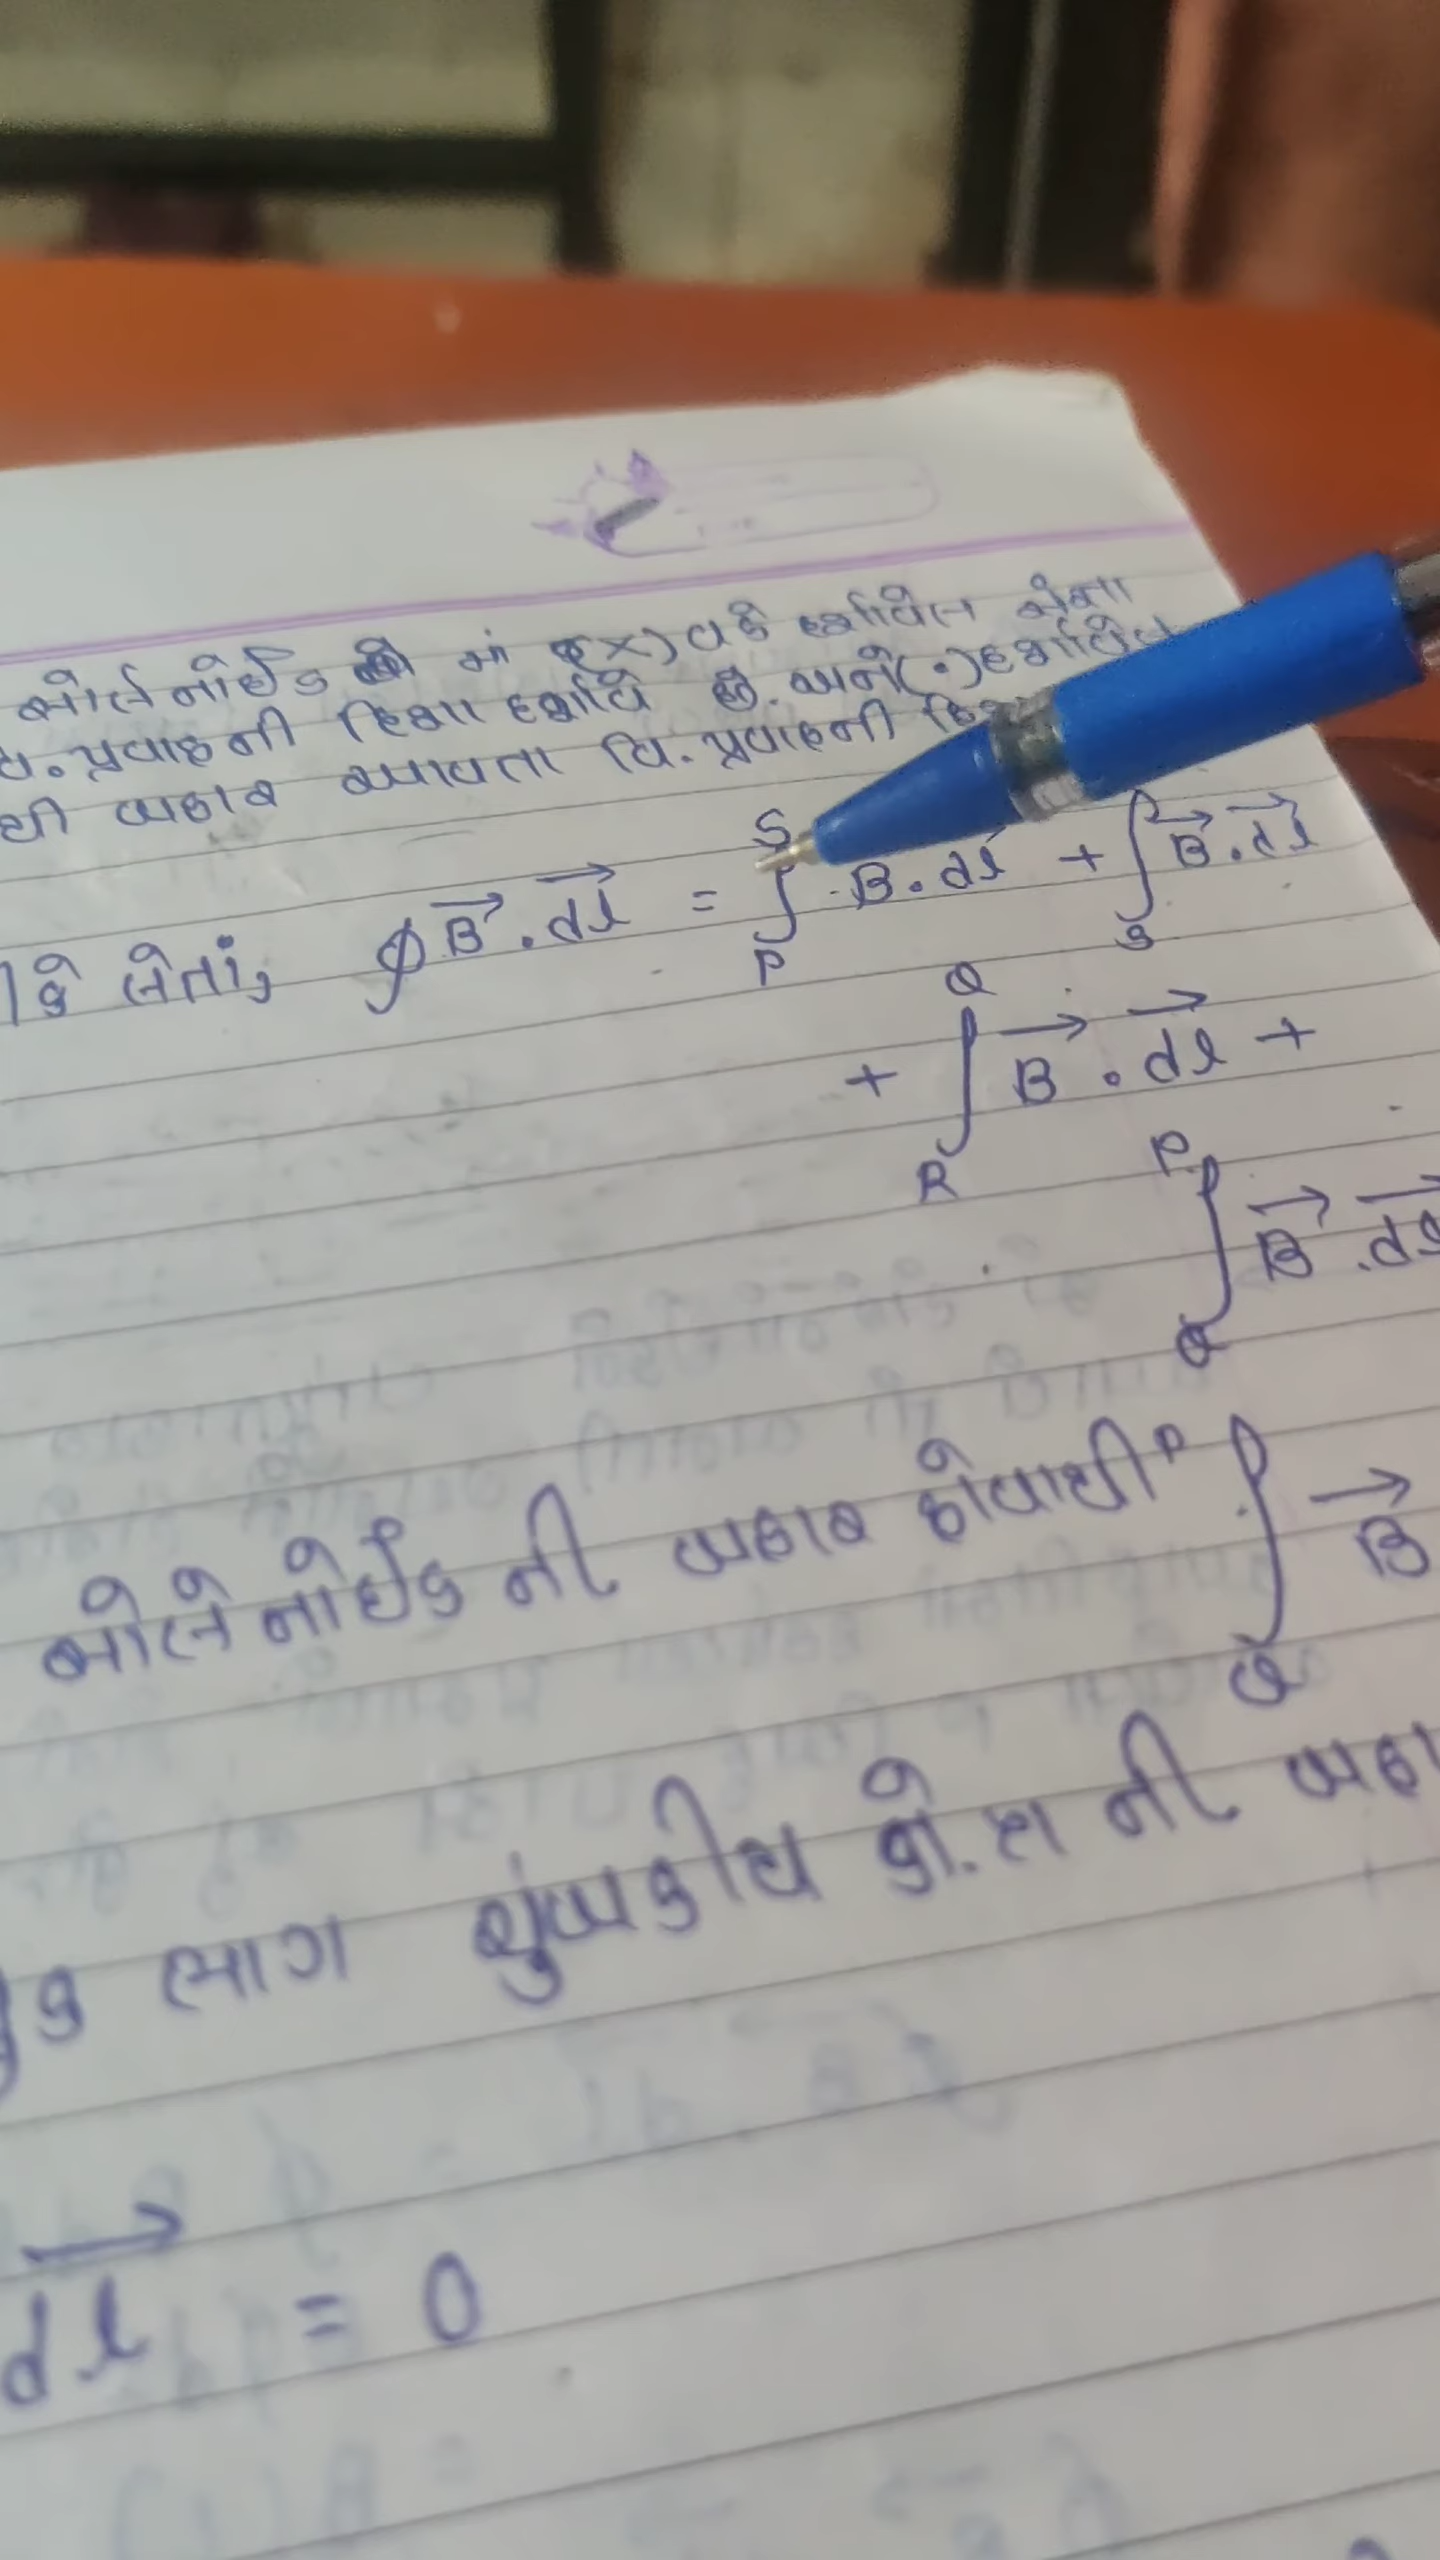 સોલેનોઈડ માં (x) વડે દર્શાવેલ તેના
વિ. પ્રવાહની દિશા દર્શાવે છે. અને (.) દર્શાવેલ
થી બહાર આવતા વિ. પ્રવાહની
લેતાં, ∮ B⃗ . dl⃗ = ∫ B . dl + ∫ B⃗ . dl⃗
S
P
S
+ ∫ B⃗ . dl⃗ +
Q
R
∫ B⃗ . dl⃗
P
Q
સોલેનોઈડ ની બહાર હોવાથી ∫ B⃗
P
Q
ભાગ ચુંબકીય ક્ષે. ત્ર ની
dl⃗ = 0